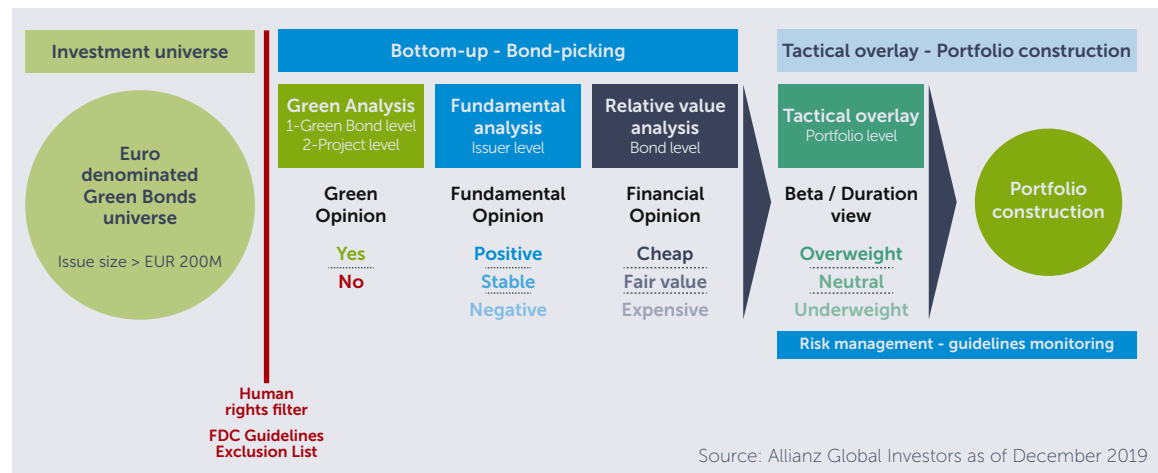 Investment universe
Euro
denominated
Green Bonds
universe
Issue size > EUR 200M
Human
rights filter
FDC Guidelines
Exclusion List
Bottom-up - Bond-picking
Green Analysis
1-Green Bond level
2-Project level
Green
Opinion
Yes
No
Fundamental
analysis
Issuer level
Fundamental
Opinion
Positive
Stable
Negative
Relative value
analysis
Bond level
Financial
Opinion
Cheap
Fair value
Expensive
Tactical overlay - Portfolio construction
Tactical overlay
Portfolio level
Beta / Duration
view
Overweight
Neutral
Underweight
Portfolio
construction
Risk management - guidelines monitoring
Source: Allianz Global Investors as of December 2019